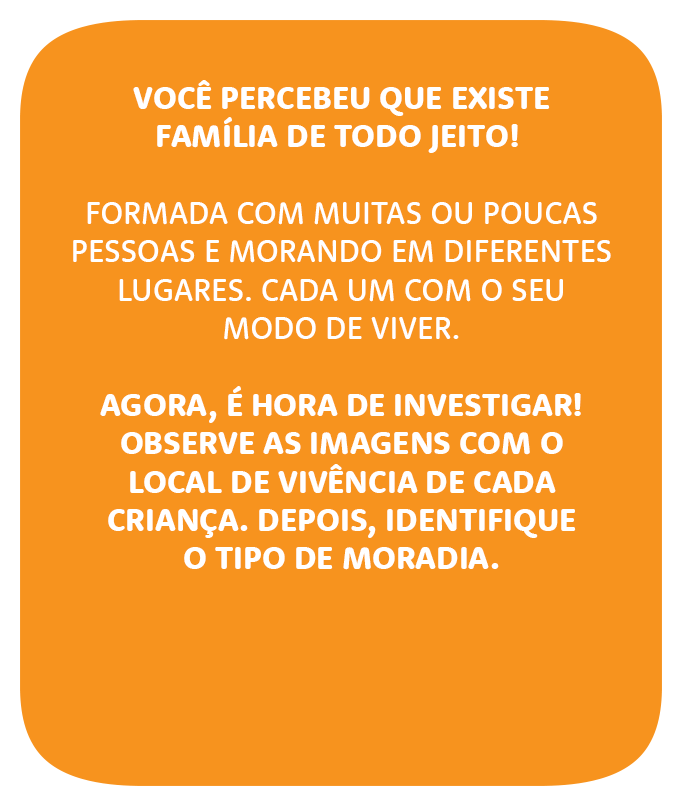 VOCÊ PERCEBEU QUE EXISTE
FAMÍLIA DE TODO JEITO!
FORMADA COM MUITAS OU POUCAS
PESSOAS E MORANDO EM DIFERENTES
LUGARES. CADA UM COM O SEU
MODO DE VIVER.
AGORA, É HORA DE INVESTIGAR!
OBSERVE AS IMAGENS COM O
LOCAL DE VIVÊNCIA DE CADA
CRIANÇA. DEPOIS, IDENTIFIQUE
O TIPO DE MORADIA.